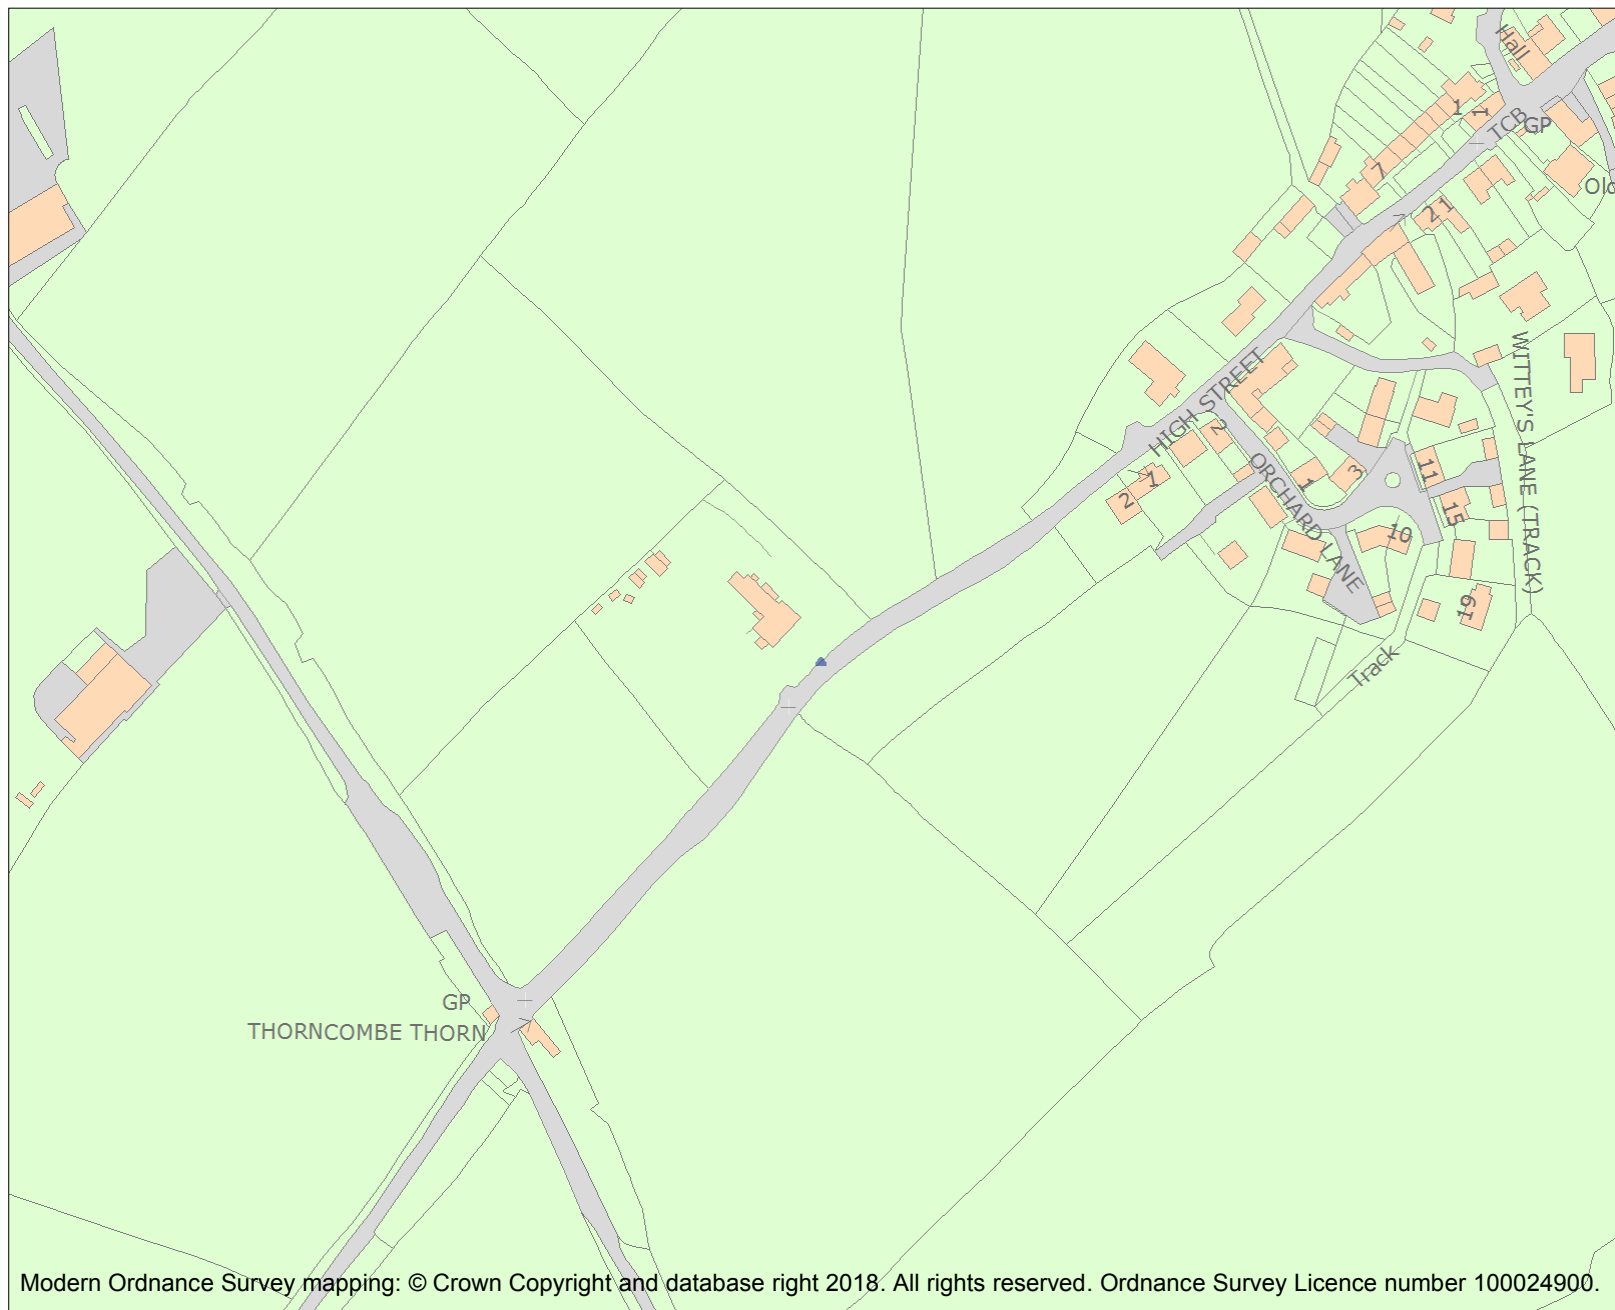 Hall
1
1
TCB
GP
7
21
Old
HIGH STREET
WITTEY'S LANE (TRACK)
2
ORCHARD LANE
1
2
1
3
11
15
10
19
Track
GP
THORNCOMBE THORN
Modern Ordnance Survey mapping: © Crown Copyright and database right 2018. All rights reserved. Ordnance Survey Licence number 100024900.